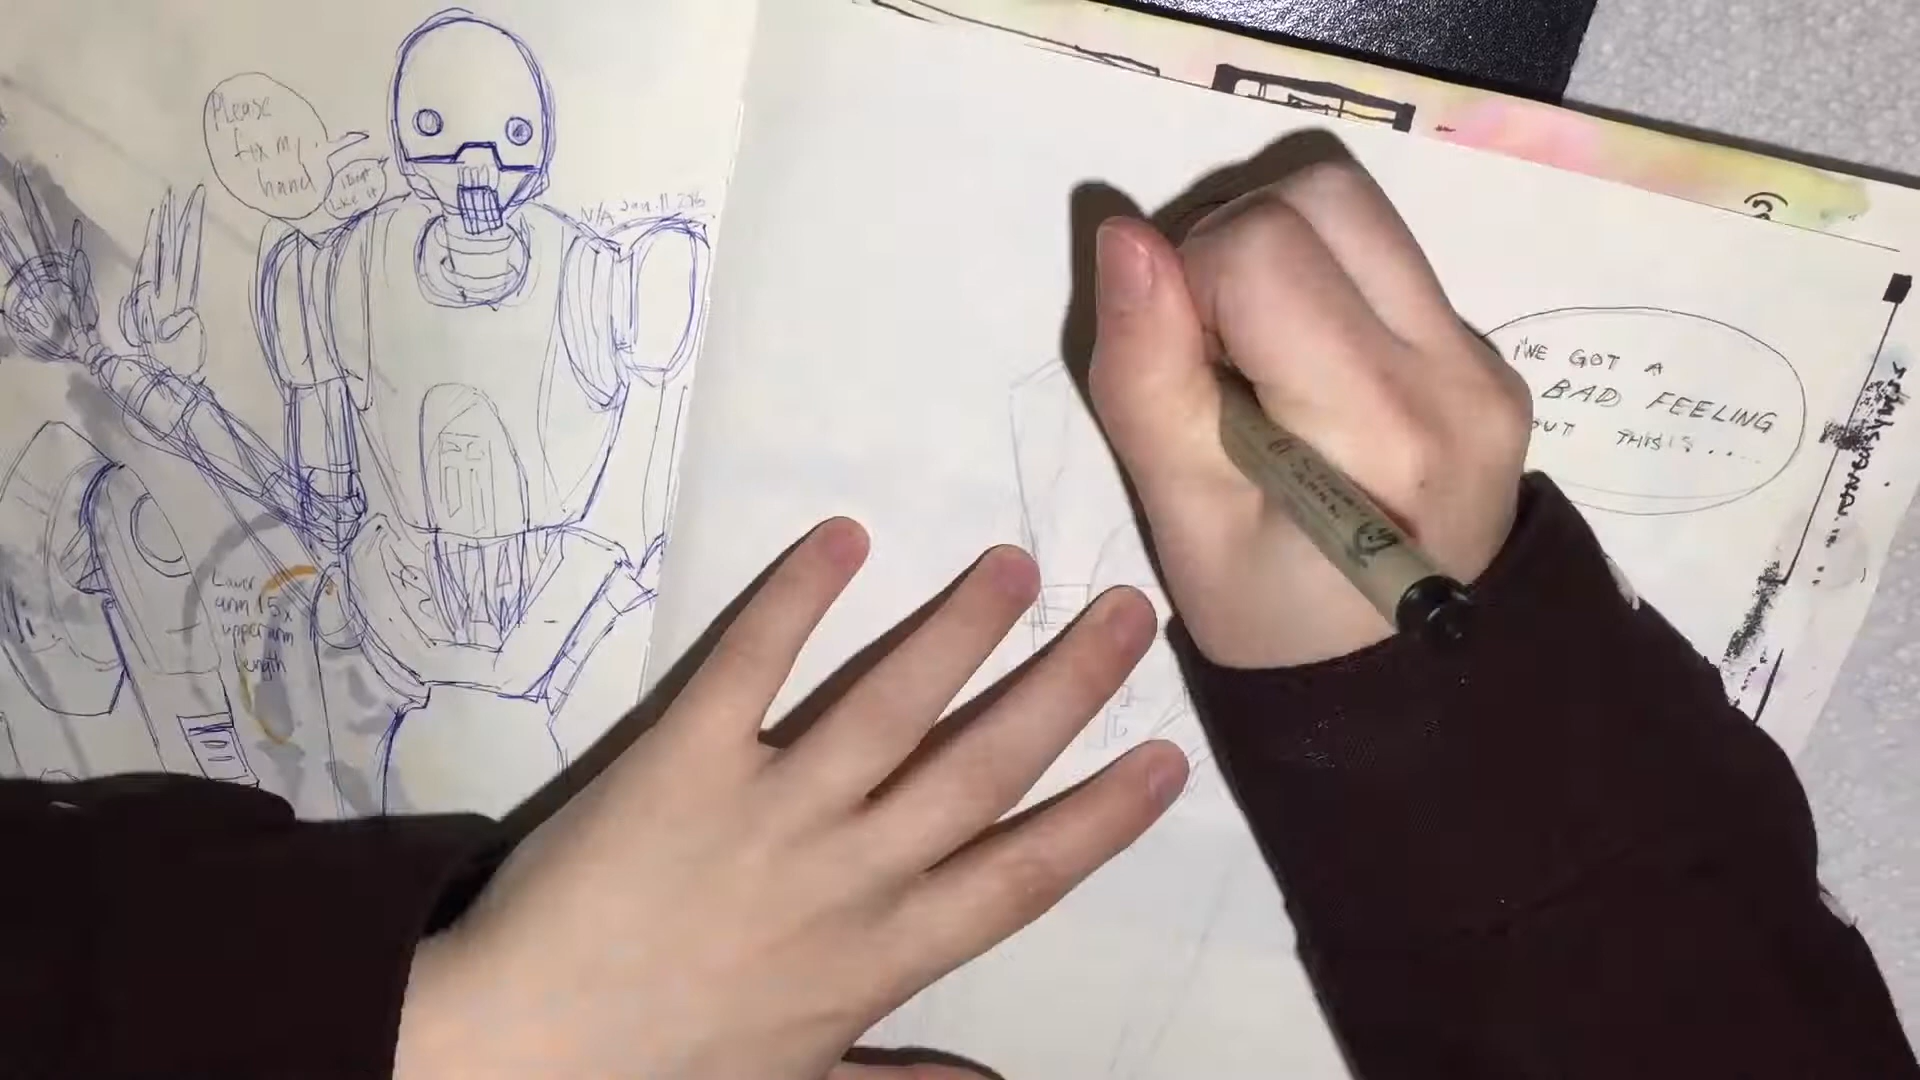 Please
fix my
hand
I don't
like it
N/A Jan. 11 2016
Lower
arm 1.5x
upper arm
length
I'VE GOT A
BAD FEELING
OUT THIS.....